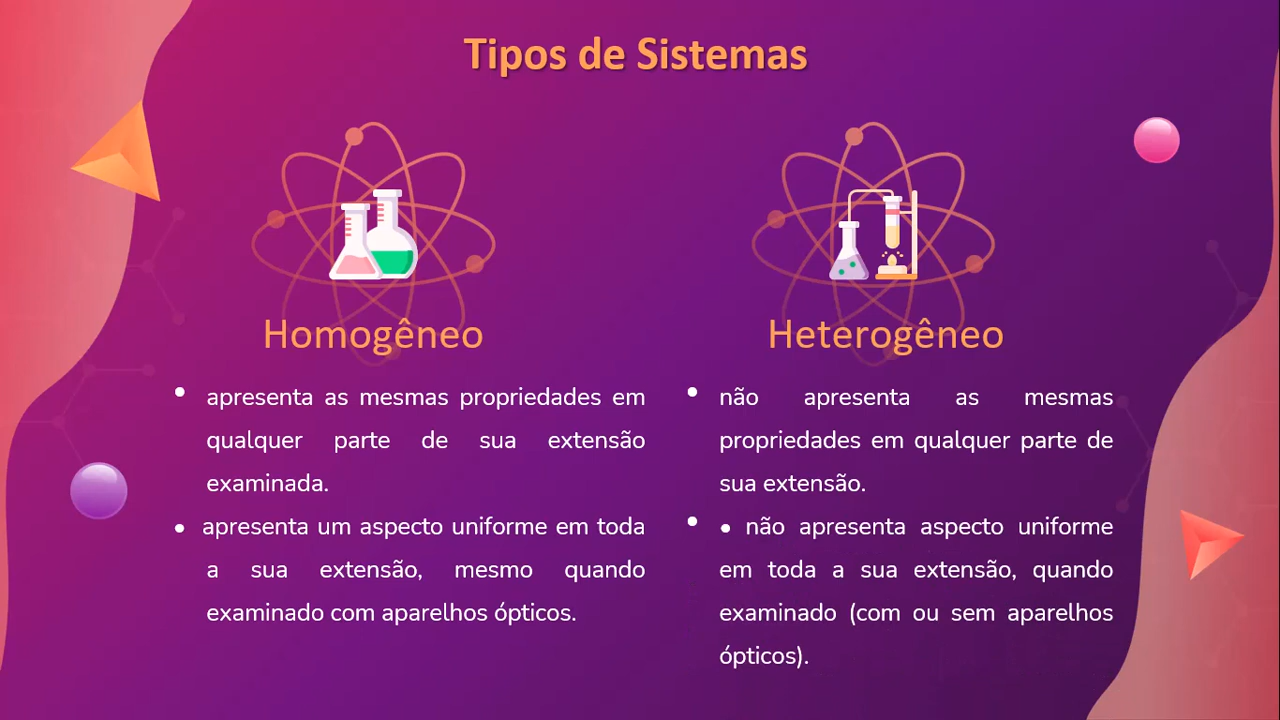 Tipos de Sistemas
Homogêneo
• apresenta as mesmas propriedades em
qualquer parte de sua extensão
examinada.
• apresenta um aspecto uniforme em toda
a sua extensão, mesmo quando
examinado com aparelhos ópticos.
Heterogêneo
• não apresenta as mesmas
propriedades em qualquer parte de
sua extensão.
• • não apresenta aspecto uniforme
em toda a sua extensão, quando
examinado (com ou sem aparelhos
ópticos).